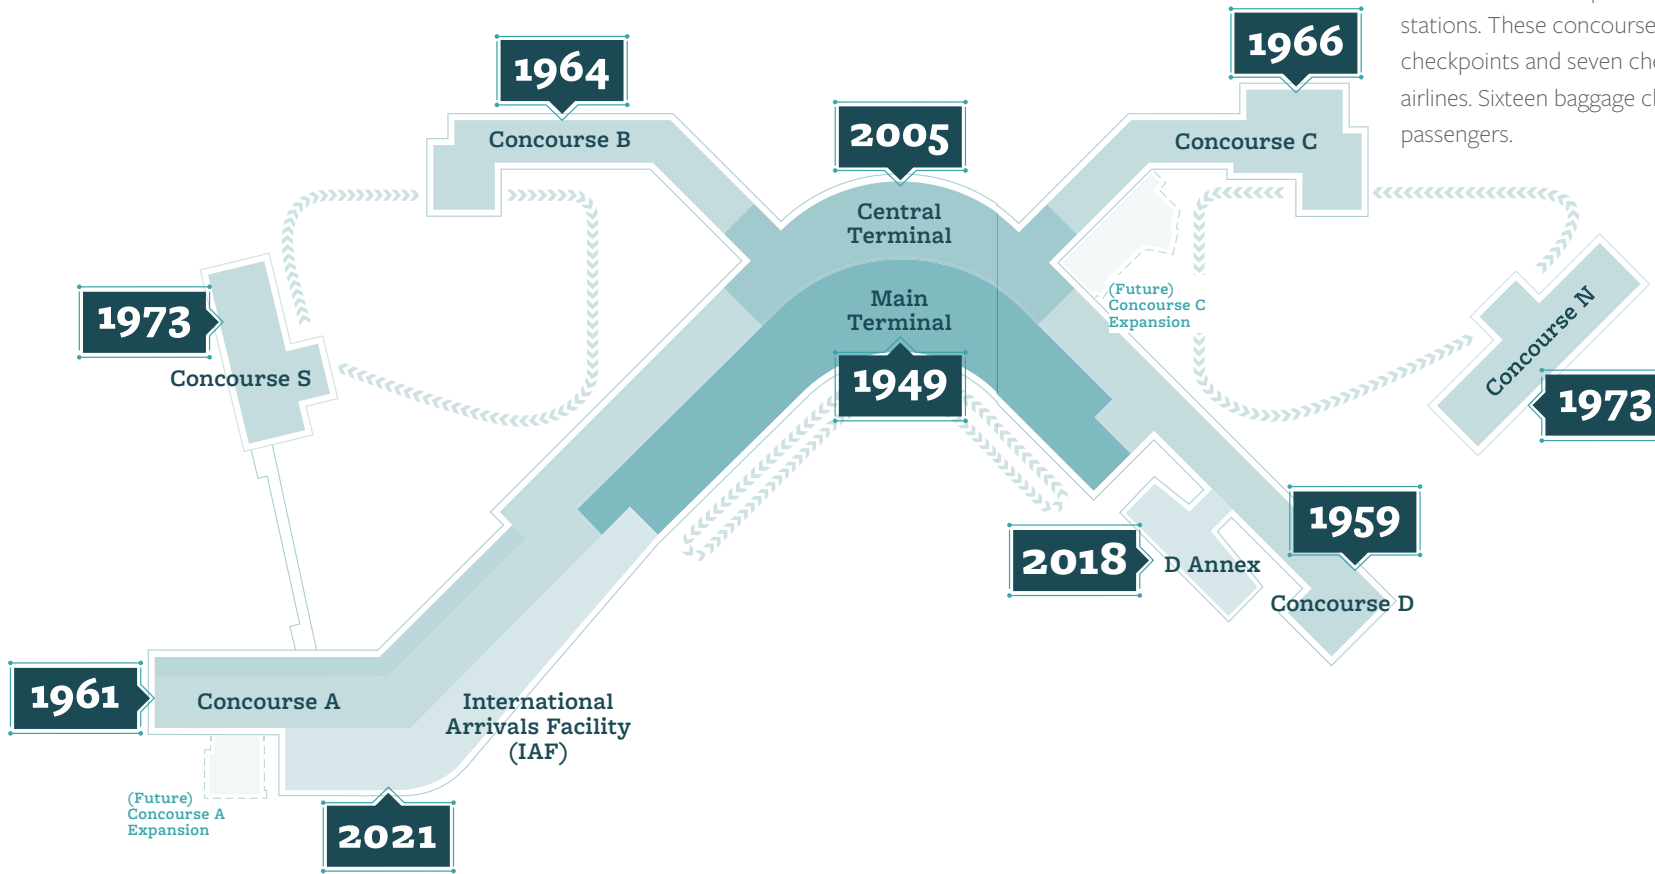 stations. These concourse
checkpoints and seven
airlines. Sixteen baggage
passengers.
1964
Concourse B
2005
Central
Terminal
1966
Concourse C
Main
Terminal
1949
(Future)
Concourse C
Expansion
1973
Concourse S
Concourse N
1973
1959
2018
D Annex
Concourse D
1961
Concourse A
International
Arrivals Facility
(IAF)
(Future)
Concourse A
Expansion
2021